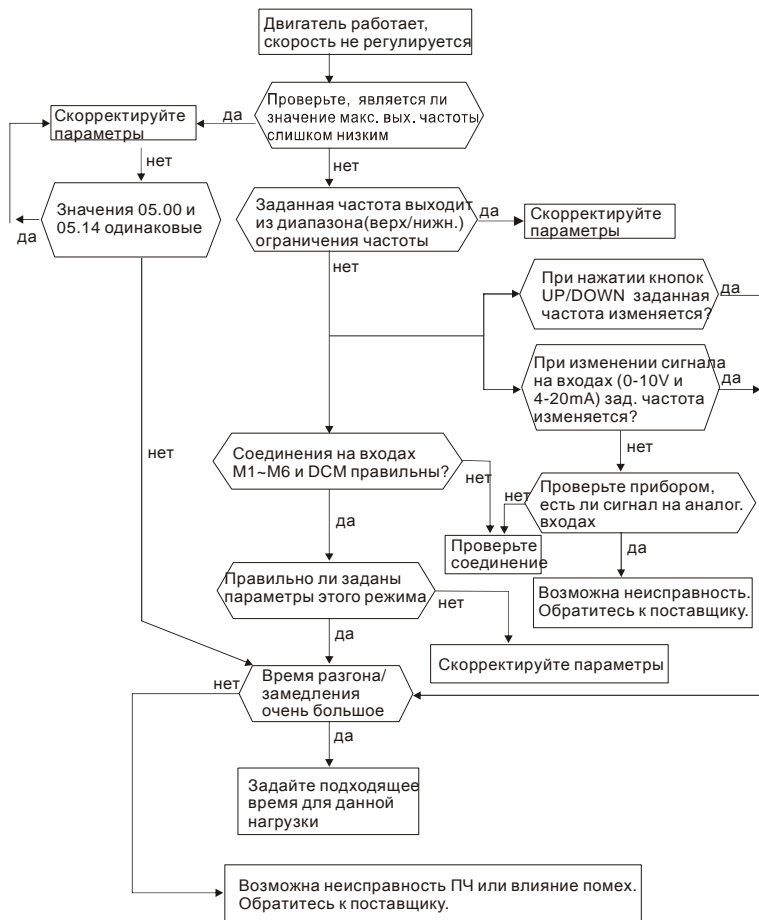 Двигатель работает,
скорость не регулируется
Проверьте, является ли
значение макс. вых. частоты
слишком низким
да
Скорректируйте
параметры
нет
нет
Значения 05.00 и
05.14 одинаковые
да
Заданная частота выходит
из диапазона(верх/нижн.)
ограничения частоты
да
Скорректируйте
параметры
нет
При нажатии кнопок
UP/DOWN заданная
частота изменяется?
да
При изменении сигнала
на входах (0-10V и
4-20mA) зад. частота
изменяется?
да
нет
нет
Соединения на входах
M1~M6 и DCM правильны?
нет
нет
Проверьте прибором,
есть ли сигнал на аналог.
входах
да
Проверьте
соединение
да
Возможна неисправность.
Обратитесь к поставщику.
Правильно ли заданы
параметры этого режима
нет
да
Скорректируйте параметры
нет
Время разгона/
замедления
очень большое
да
Задайте подходящее
время для данной
нагрузки
Возможна неисправность ПЧ или влияние помех.
Обратитесь к поставщику.